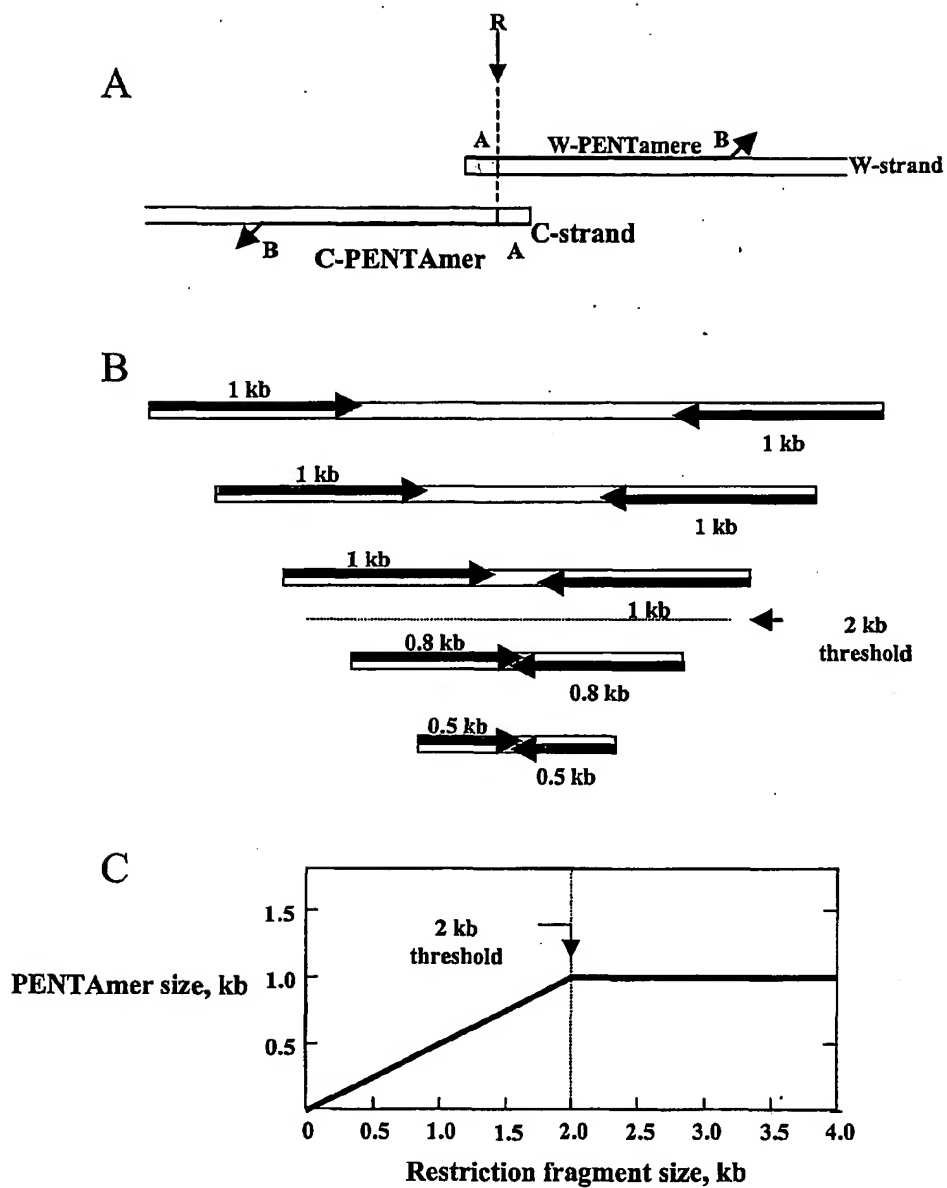 R
A
A
W-PENTamere
B
W-strand
B
C-PENTAmer
A
C-strand
B
1 kb
1 kb
1 kb
1 kb
1 kb
1 kb
2 kb
threshold
0.8 kb
0.8 kb
0.5 kb
0.5 kb
C
2 kb
threshold
PENTAmer size, kb
1.5
1.0
0.5
0
0.5
1.0
1.5
2.0
2.5
3.0
3.5
4.0
Restriction fragment size, kb